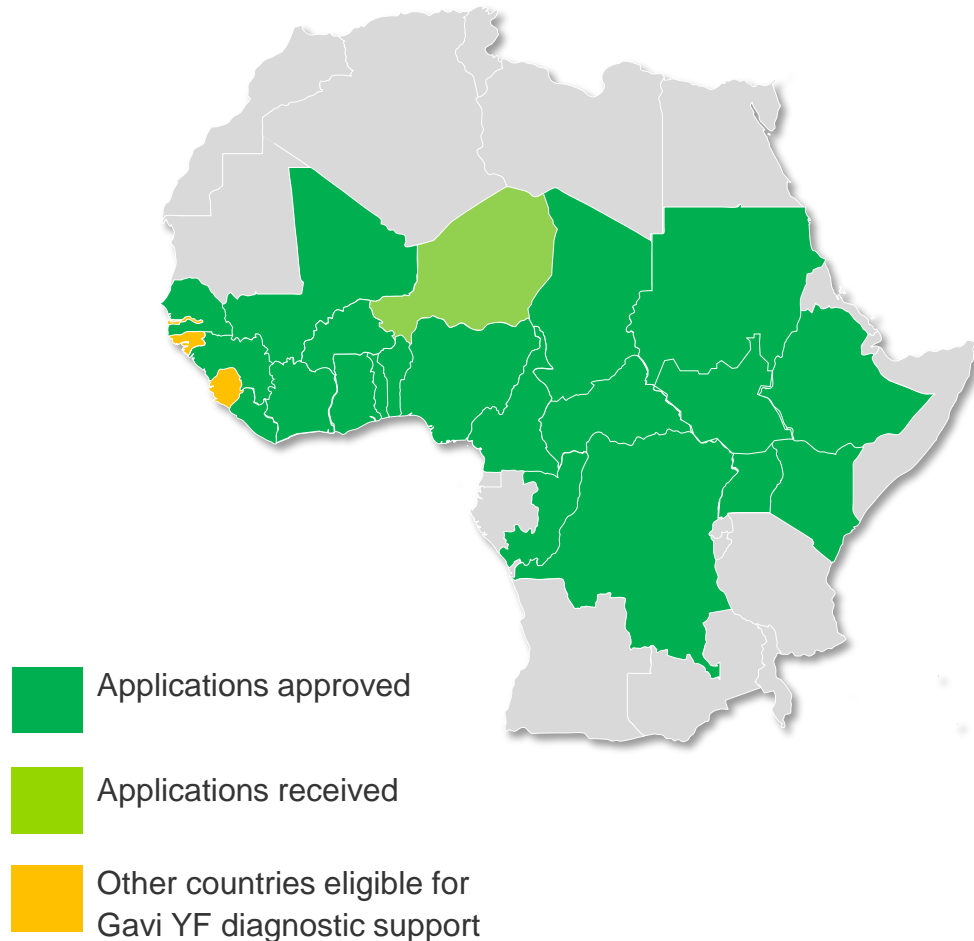 Applications approved
Applications received
Other countries eligible for
Gavi YF diagnostic support